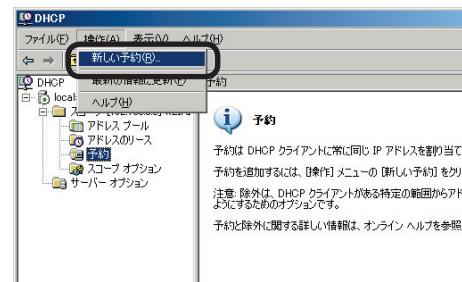 DHCP
ファイル(F) 操作(A) 表示(V) ヘルプ(H)
新しい予約(R)...
最新の情報に更新(F)
ヘルプ(H)
DHCP
予約
local
アドレス プール
アドレスのリース
予約
スコープ オプション
サーバー オプション
予約
予約は DHCP クライアントに常に同じ IP アドレスを割り当て
予約を追加するには、[操作] メニューの [新しい予約] をクリ
注意: 除外は、DHCP クライアントがある特定の範囲からアド
ようにするためのオプションです。
予約と除外に関する詳しい情報は、オンライン ヘルプを参照